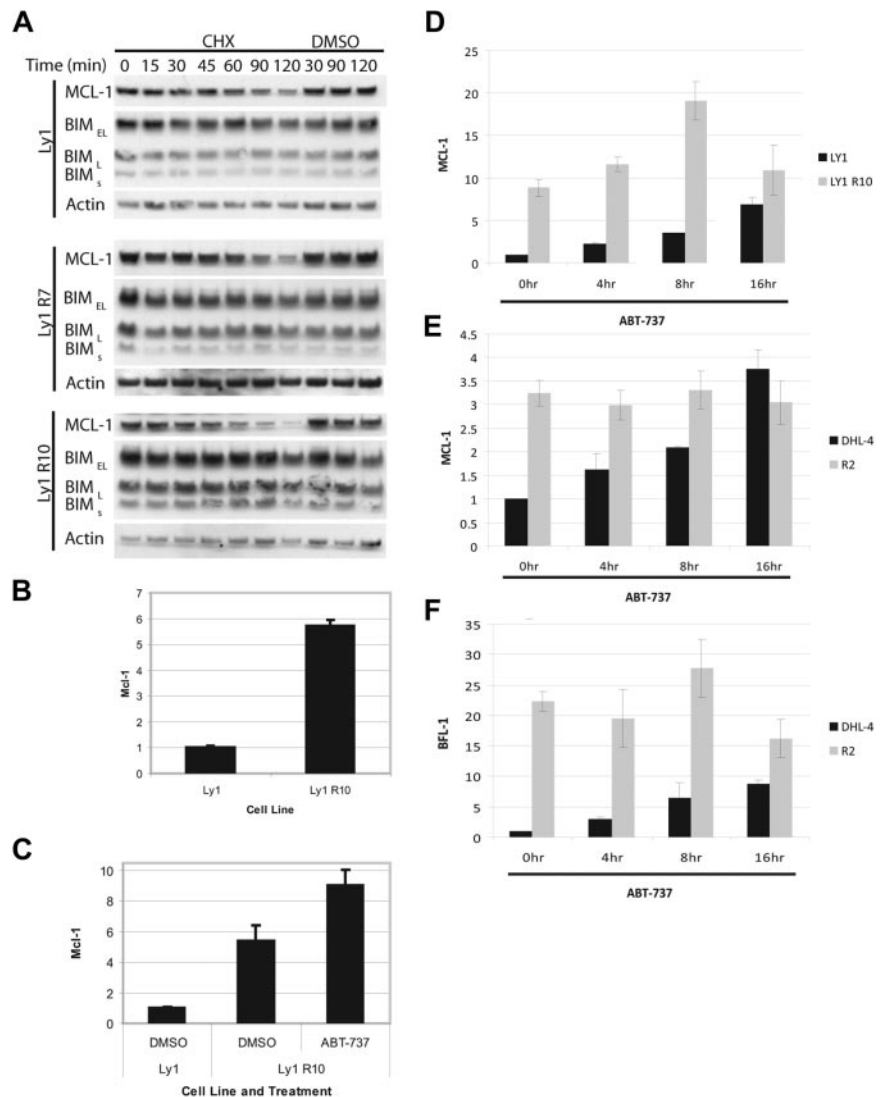 A
CHX DMSO
Time (min) 0 15 30 45 60 90 120 30 90 120
Ly1
MCL-1
BIM EL
BIM L
BIM s
Actin
Ly1 R7
MCL-1
BIM EL
BIM L
BIM s
Actin
Ly1 R10
MCL-1
BIM EL
BIM L
BIM s
Actin
B
Mcl-1
7
6
5
4
3
2
1
0
Ly1 Ly1 R10
Cell Line
C
Mcl-1
10
8
6
4
2
0
DMSO DMSO ABT-737
Ly1 Ly1 R10
Cell Line and Treatment
D
MCL-1
25
20
15
10
5
0
0hr 4hr 8hr 16hr
ABT-737
LY1
LY1 R10
E
MCL-1
4.5
4
3.5
3
2.5
2
1.5
1
0.5
0
0hr 4hr 8hr 16hr
ABT-737
DHL-4
R2
F
BFL-1
35
30
25
20
15
10
5
0
0hr 4hr 8hr 16hr
ABT-737
DHL-4
R2